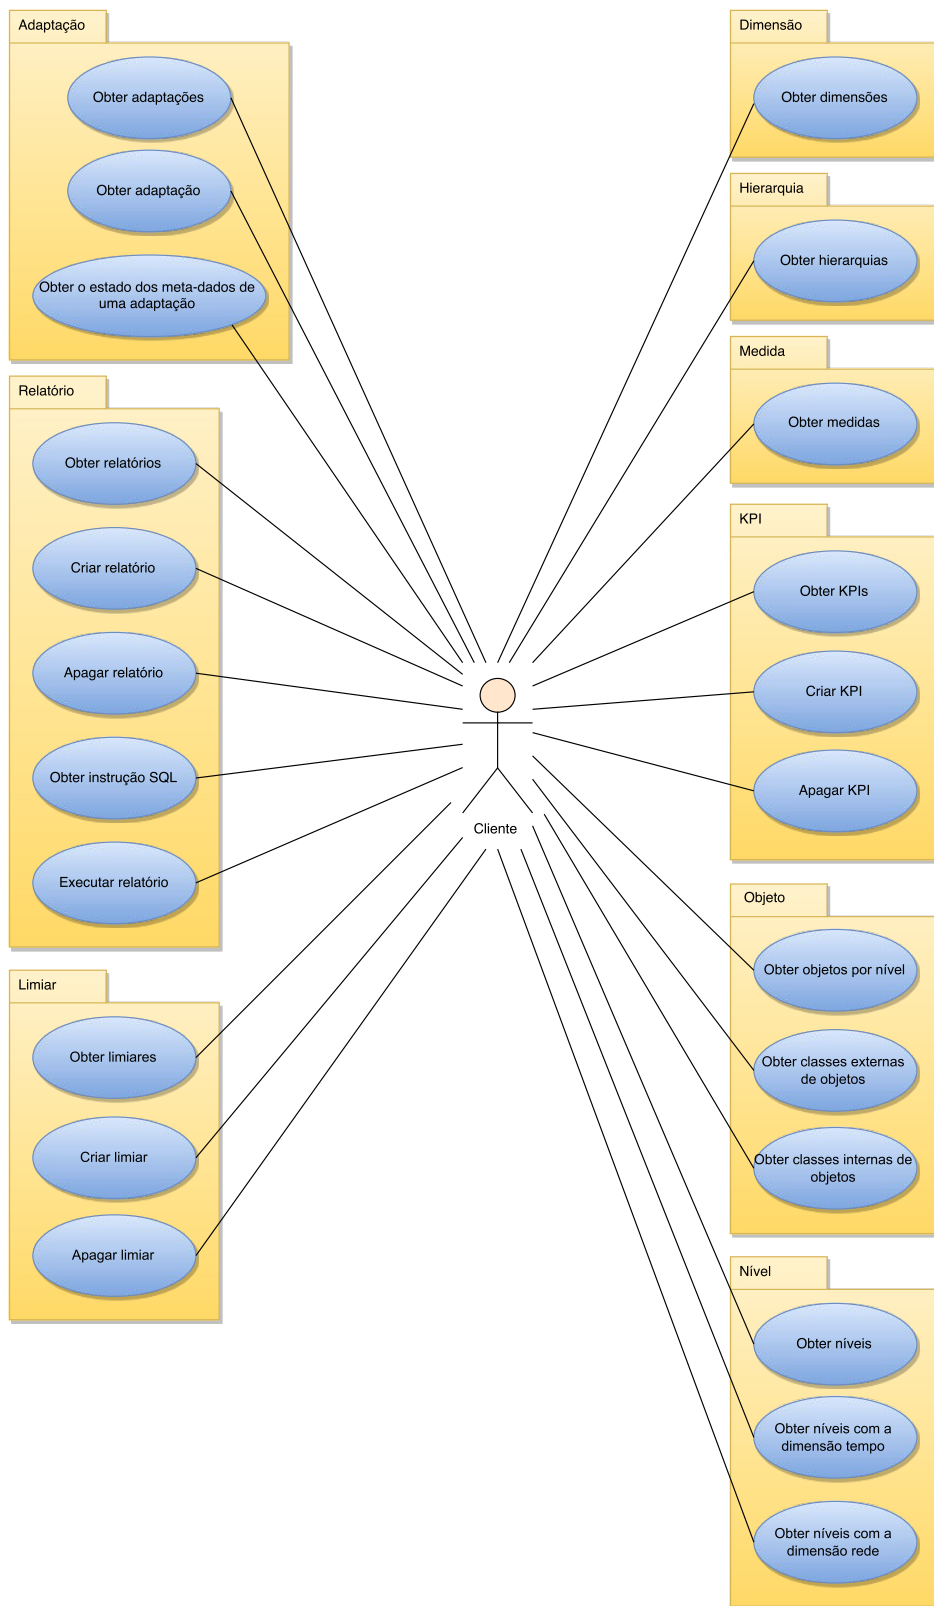 Adaptação
Obter adaptações
Obter adaptação
Obter o estado dos meta-dados de
uma adaptação
Relatório
Obter relatórios
Criar relatório
Apagar relatório
Obter instrução SQL
Executar relatório
Limiar
Obter limiares
Criar limiar
Apagar limiar
Cliente
Dimensão
Obter dimensões
Hierarquia
Obter hierarquias
Medida
Obter medidas
KPI
Obter KPIs
Criar KPI
Apagar KPI
Objeto
Obter objetos por nível
Obter classes externas
de objetos
Obter classes internas de
objetos
Nível
Obter níveis
Obter níveis com a
dimensão tempo
Obter níveis com a
dimensão rede